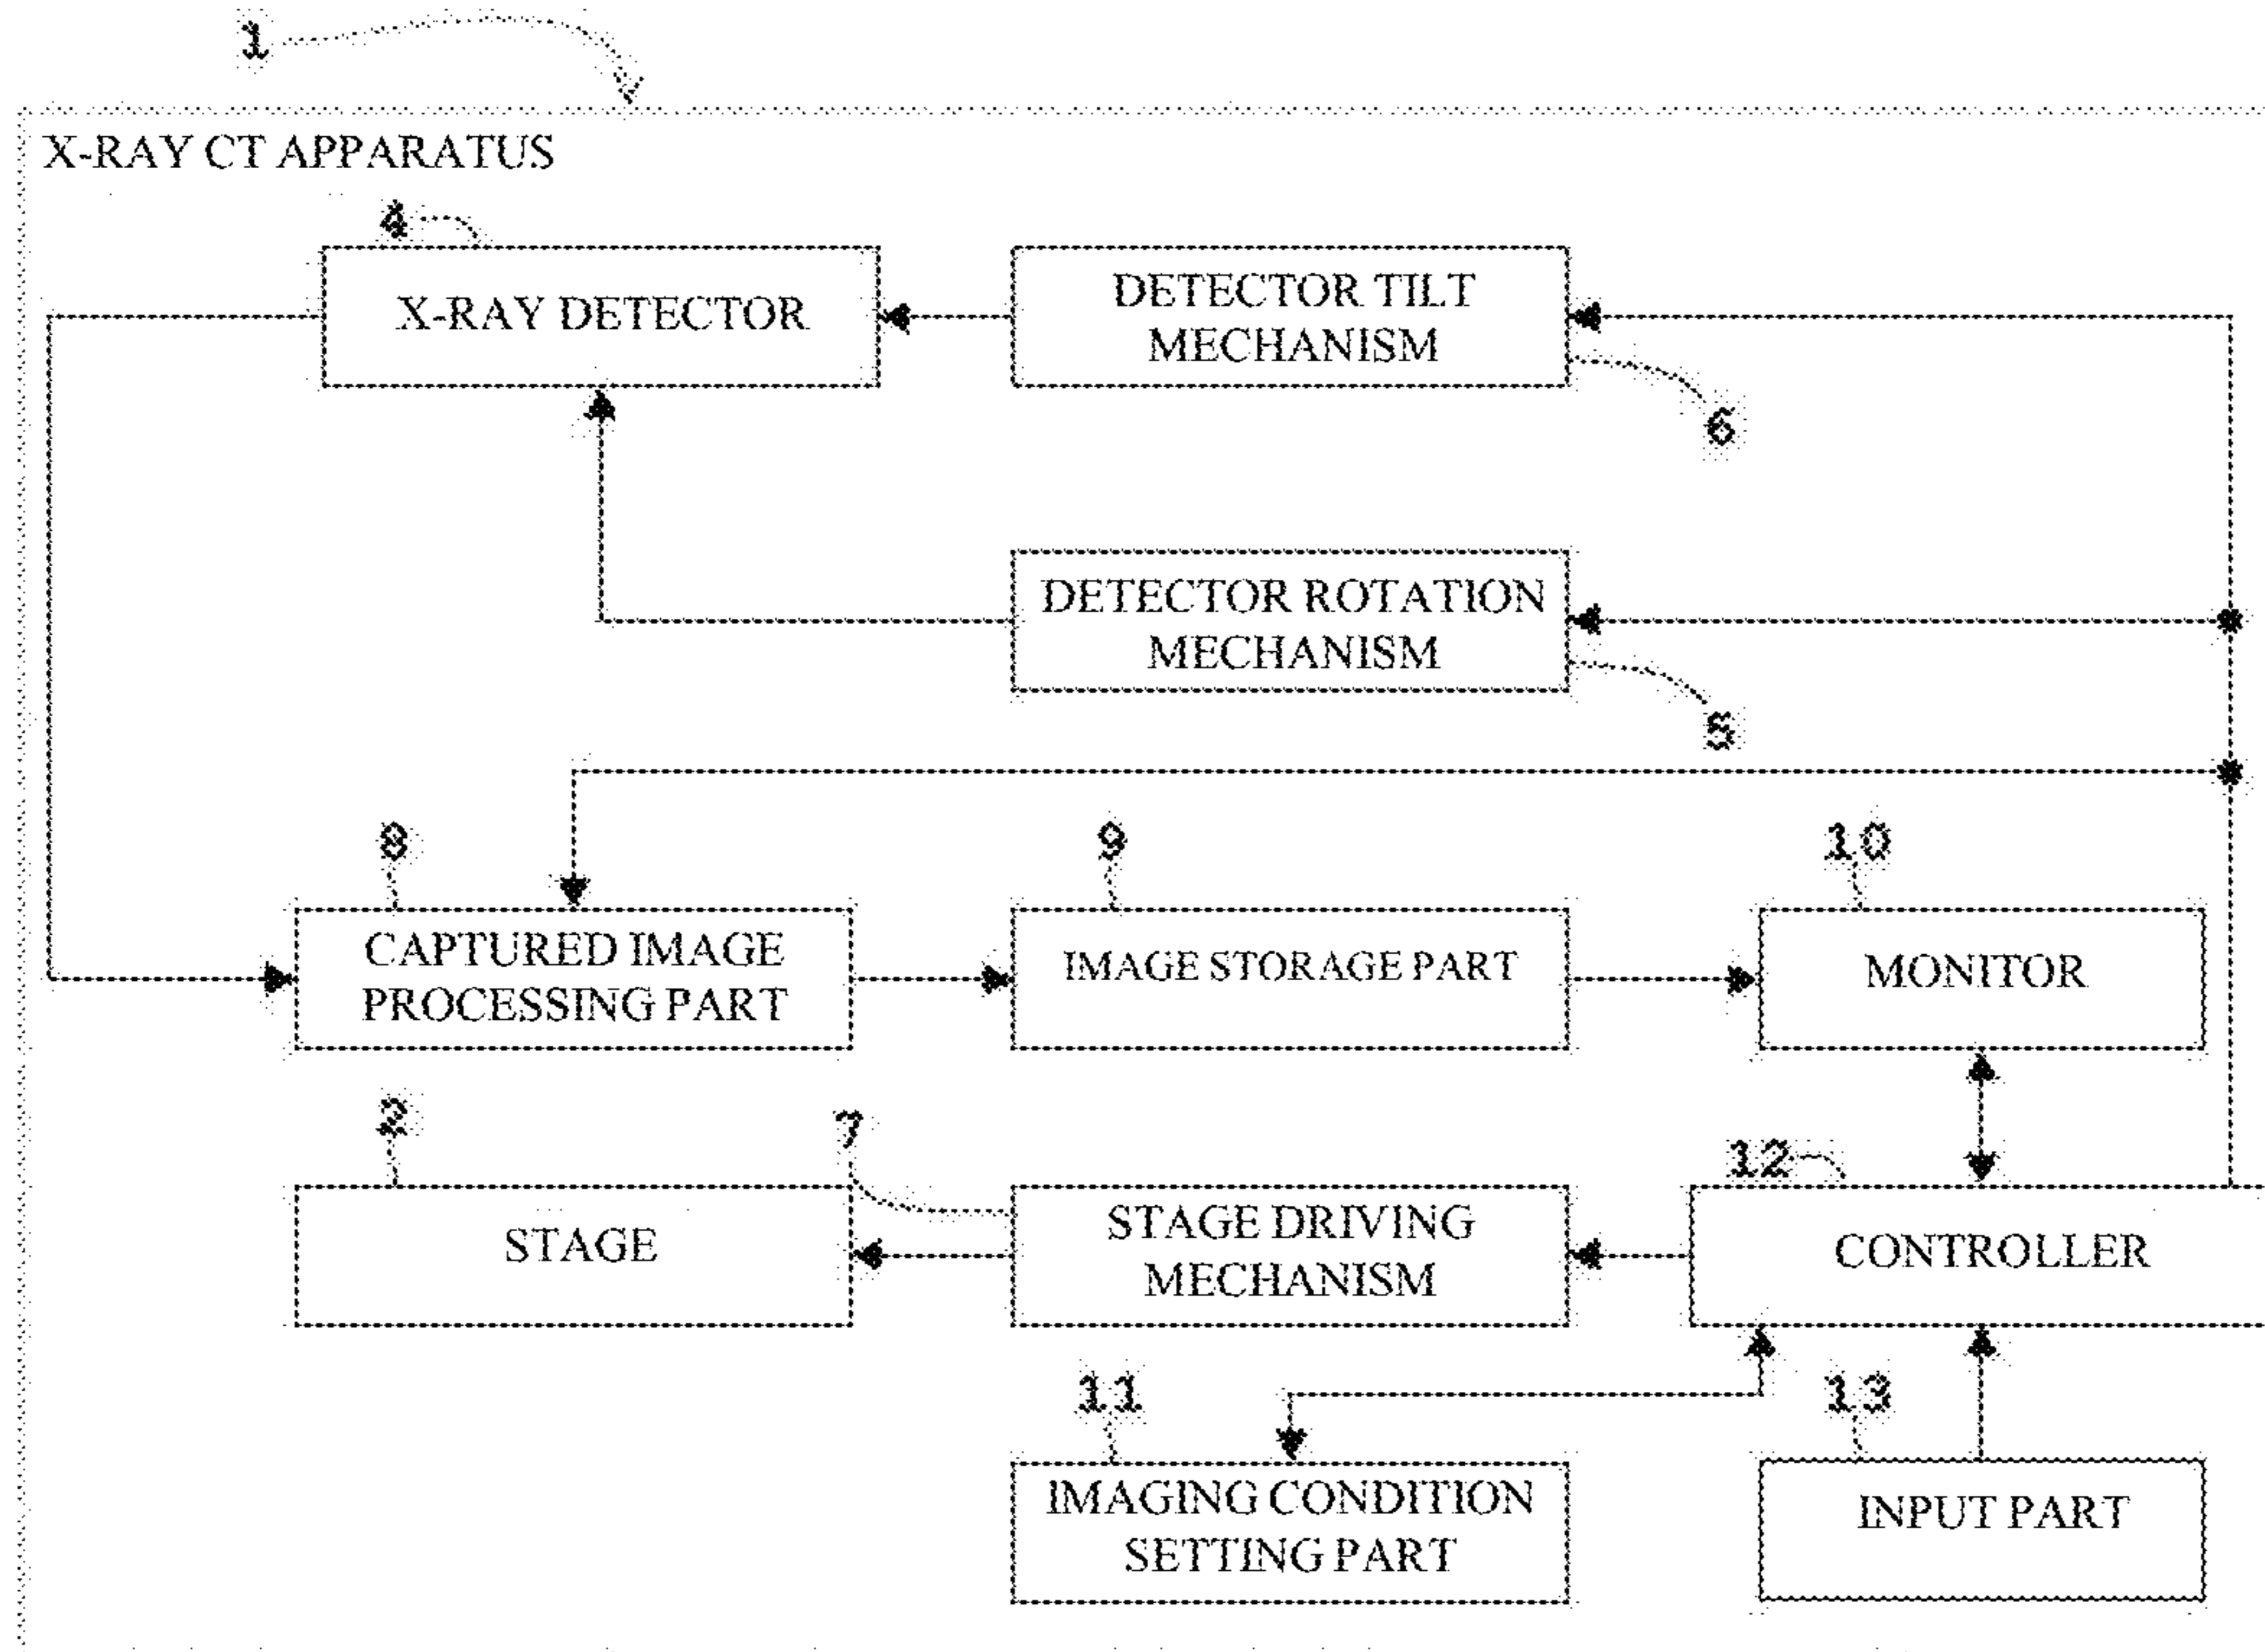 1
X-RAY CT APPARATUS
4
X-RAY DETECTOR
DETECTOR TILT
MECHANISM
6
DETECTOR ROTATION
MECHANISM
5
8
9
10
CAPTURED IMAGE
PROCESSING PART
IMAGE STORAGE PART
MONITOR
2
7
12
STAGE
STAGE DRIVING
MECHANISM
CONTROLLER
11
13
IMAGING CONDITION
SETTING PART
INPUT PART